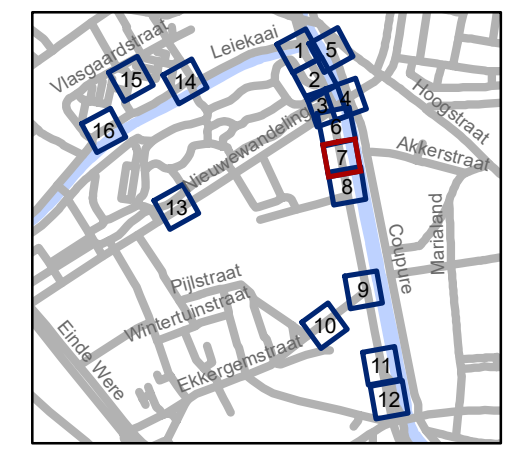 Vlasgaardstraat
Leiekaai
1
5
15
14
2
3
4
Hoogstraat
16
Nieuwewandeling
6
7
Akkerstraat
8
13
Marialand
Coupure
Pijlstraat
9
Wintertuinstraat
10
Einde Were
Ekkergemstraat
11
12